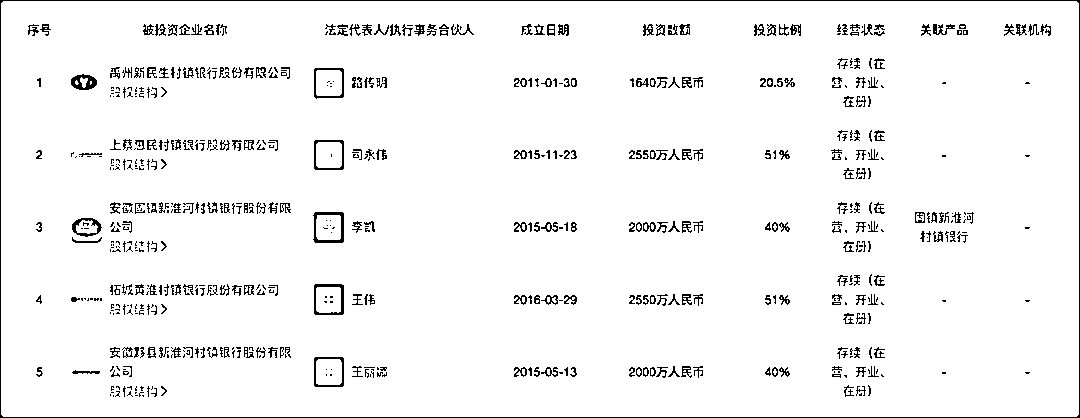 序号 被投资企业名称 法定代表人/执行事务合伙人 成立日期 投资数额 投资比例 经营状态 关联产品 关联机构
1 禹州新民生村镇银行股份有限公司 股权结构> 路传明 2011-01-30 1640万人民币 20.5% 存续（在营、开业、在册） - -
2 上蔡惠民村镇银行股份有限公司 股权结构> 司永伟 2015-11-23 2550万人民币 51% 存续（在营、开业、在册） - -
3 安徽固镇新淮河村镇银行股份有限公司 股权结构> 李凯 2015-05-18 2000万人民币 40% 存续（在营、开业、在册） 固镇新淮河村镇银行 -
4 柘城黄淮村镇银行股份有限公司 股权结构> 王伟 2016-03-29 2550万人民币 51% 存续（在营、开业、在册） - -
5 安徽黟县新淮河村镇银行股份有限公司 股权结构> 王丽娜 2015-05-13 2000万人民币 40% 存续（在营、开业、在册） - -